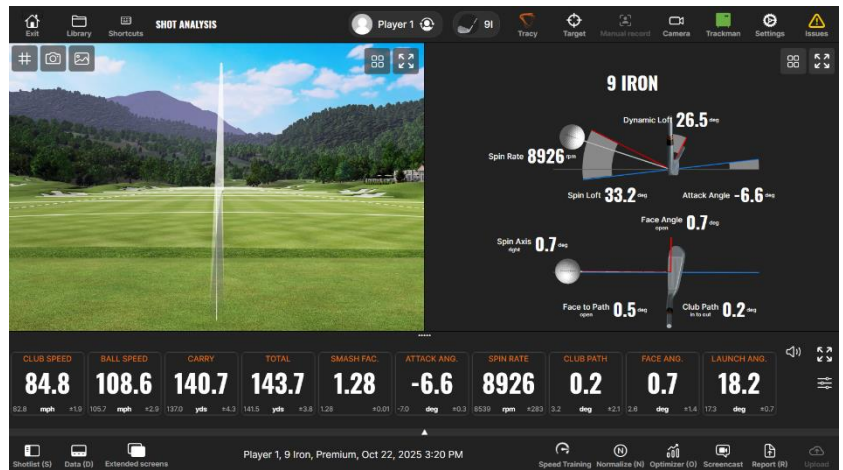 Exit
Library
Shortcuts
SHOT ANALYSIS
Player 1
9I
Tracy
Target
Manual record
Camera
Trackman
Settings
Issues
9 IRON
Dynamic Loft 26.5 deg
Spin Rate 8926 rpm
Spin Loft 33.2 deg
Attack Angle -6.6 deg
Face Angle 0.7 deg
open
Spin Axis 0.7 deg
right
Face to Path 0.5 deg
open
Club Path 0.2 deg
in to out
CLUB SPEED
84.8
82.8 mph ±1.9
BALL SPEED
108.6
105.7 mph ±2.9
CARRY
140.7
137.0 yds ±4.3
TOTAL
143.7
141.5 yds ±3.8
SMASH FAC.
1.28
1.28 ±0.01
ATTACK ANG.
-6.6
-7.0 deg ±0.3
SPIN RATE
8926
8539 rpm ±283
CLUB PATH
0.2
3.2 deg ±2.1
FACE ANG.
0.7
2.6 deg ±1.4
LAUNCH ANG.
18.2
17.3 deg ±0.7
Shotlist (S)
Data (D)
Extended screens
Player 1, 9 Iron, Premium, Oct 22, 2025 3:20 PM
Speed Training
Normalize (N)
Optimizer (O)
Screencast
Report (R)
Upload